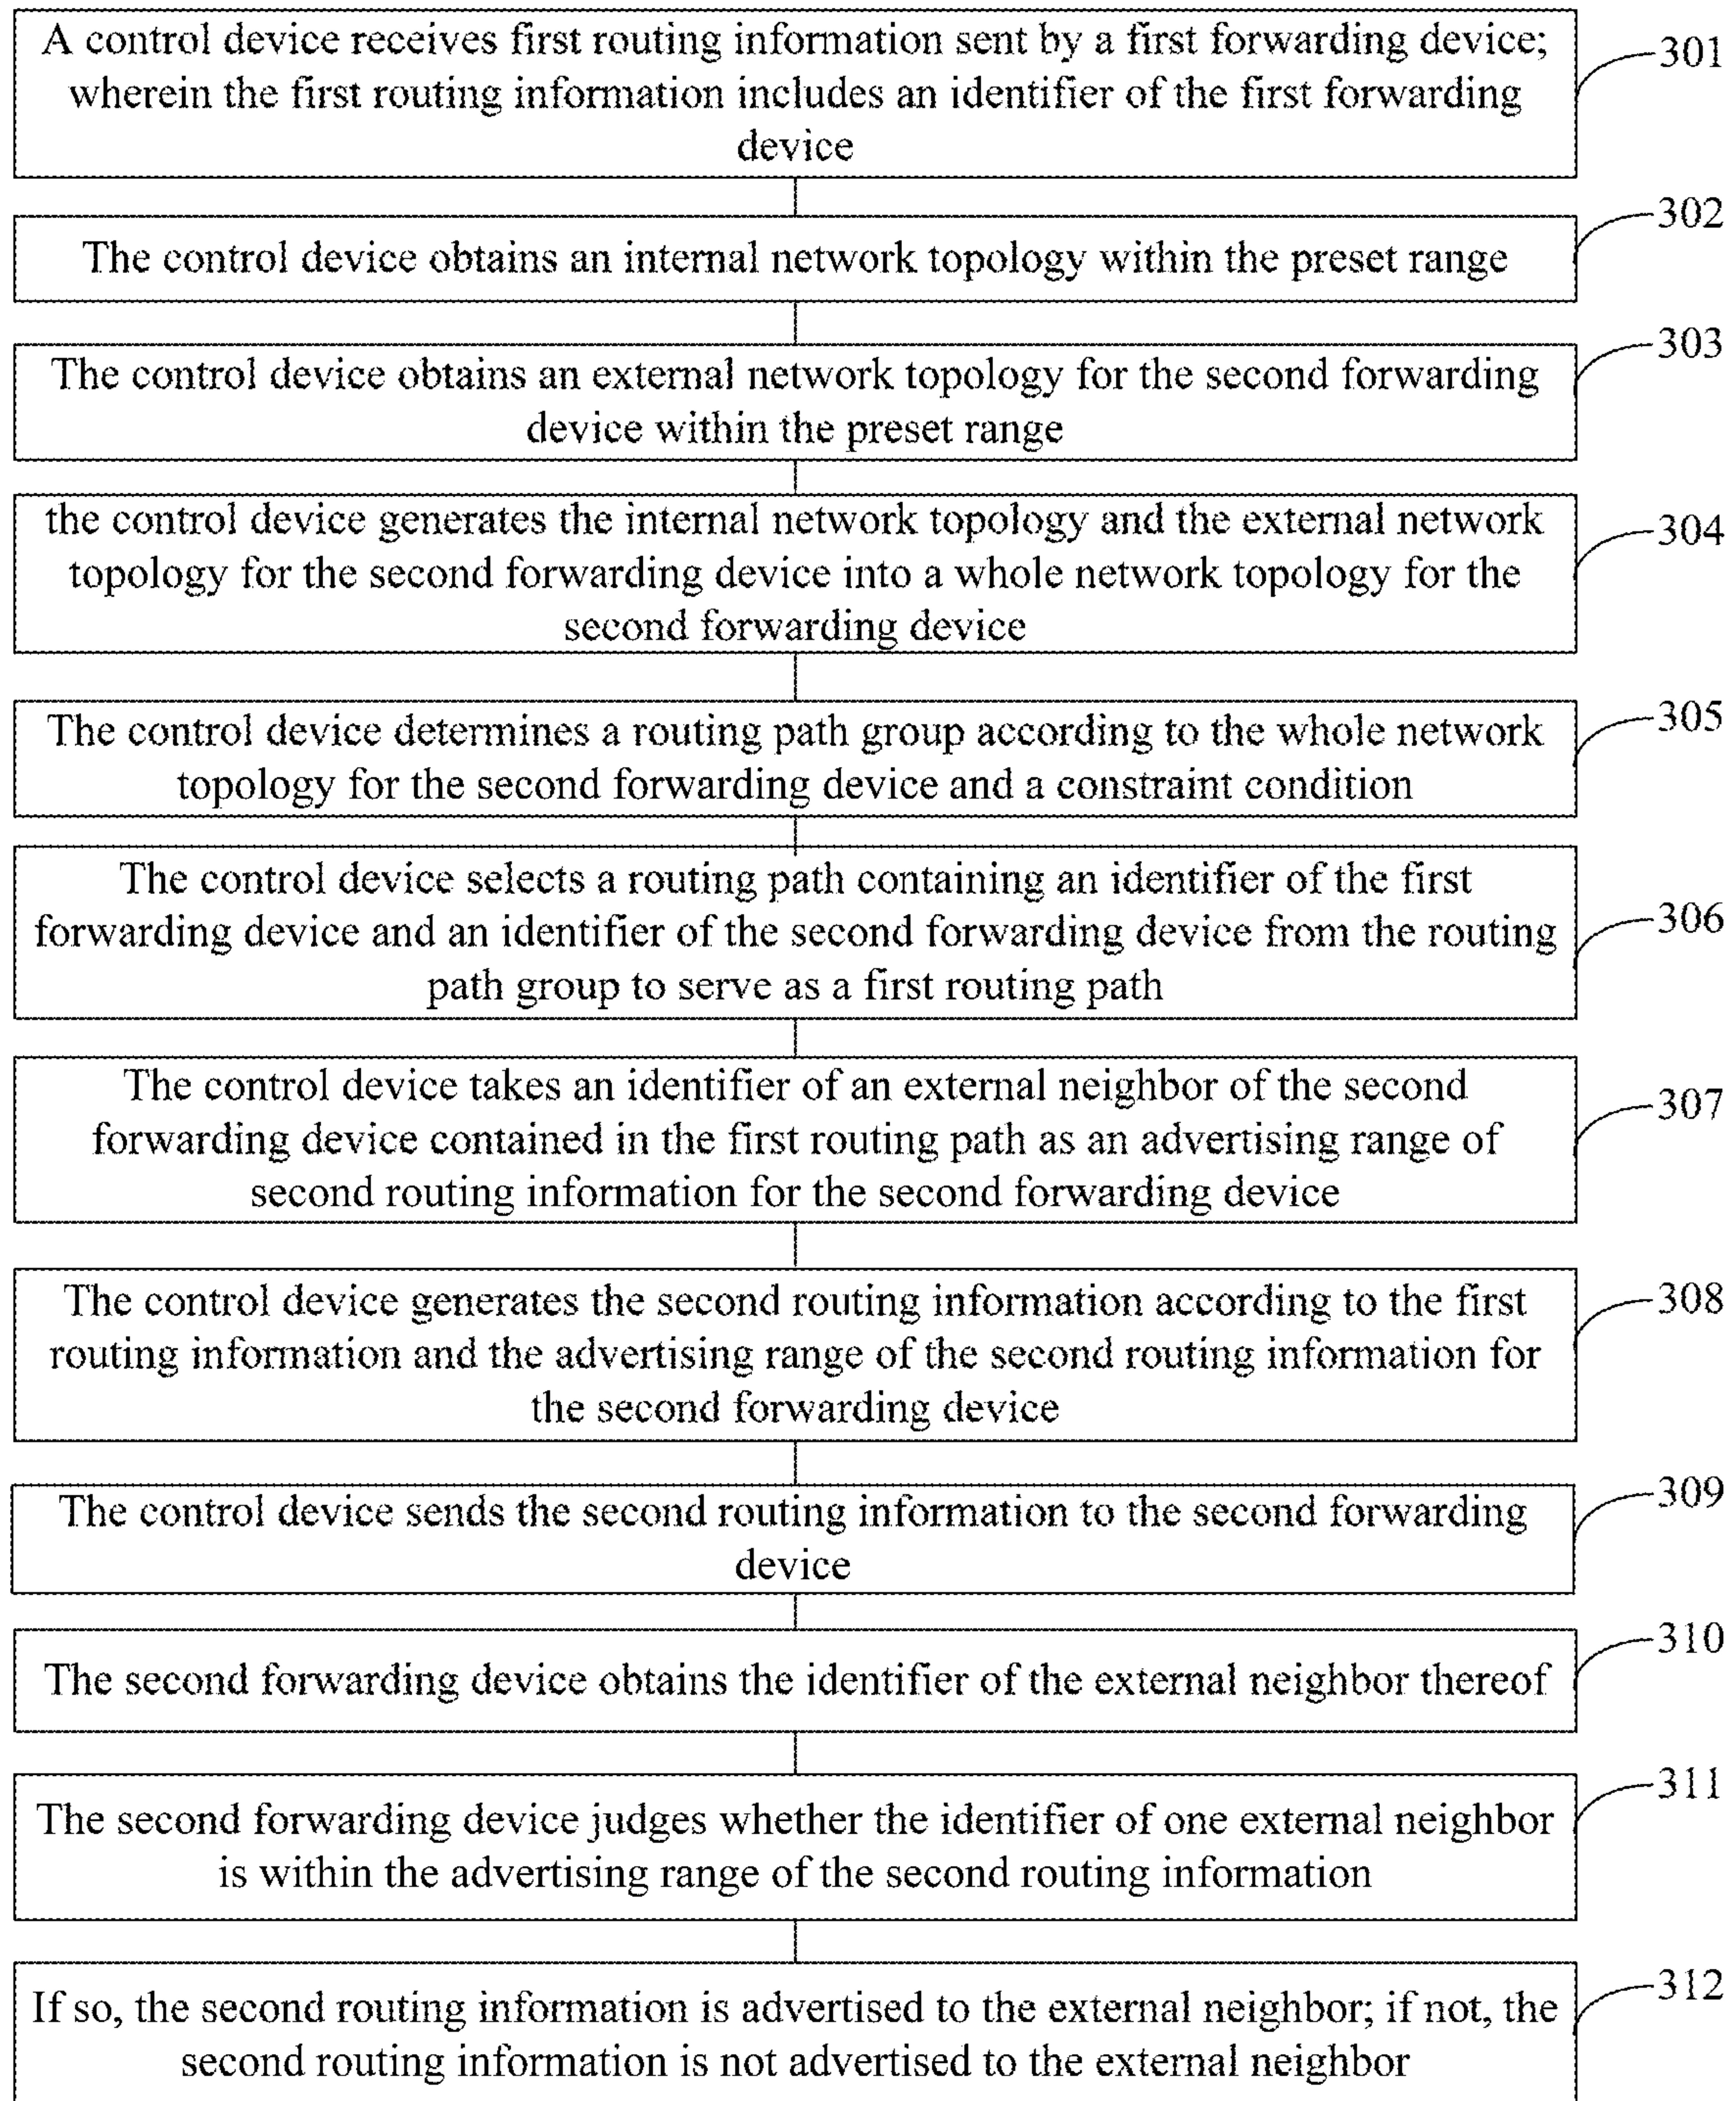 A control device receives first routing information sent by a first forwarding device;
wherein the first routing information includes an identifier of the first forwarding
device
301
The control device obtains an internal network topology within the preset range
302
The control device obtains an external network topology for the second forwarding
device within the preset range
303
the control device generates the internal network topology and the external network
topology for the second forwarding device into a whole network topology for the
second forwarding device
304
The control device determines a routing path group according to the whole network
topology for the second forwarding device and a constraint condition
305
The control device selects a routing path containing an identifier of the first
forwarding device and an identifier of the second forwarding device from the routing
path group to serve as a first routing path
306
The control device takes an identifier of an external neighbor of the second
forwarding device contained in the first routing path as an advertising range of
second routing information for the second forwarding device
307
The control device generates the second routing information according to the first
routing information and the advertising range of the second routing information for
the second forwarding device
308
The control device sends the second routing information to the second forwarding
device
309
The second forwarding device obtains the identifier of the external neighbor thereof
310
The second forwarding device judges whether the identifier of one external neighbor
is within the advertising range of the second routing information
311
If so, the second routing information is advertised to the external neighbor; if not, the
second routing information is not advertised to the external neighbor
312